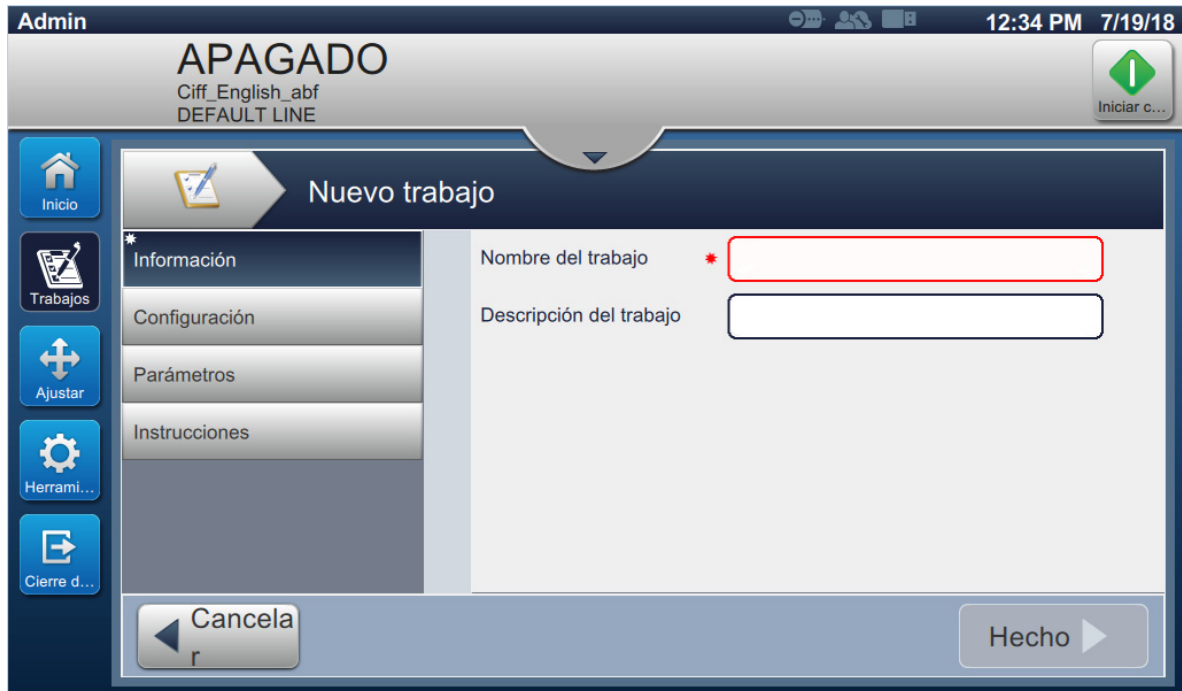 Admin
12:34 PM 7/19/18
APAGADO
Ciff_English_abf
DEFAULT LINE
Iniciar c...
Inicio
Nuevo trabajo
Trabajos
Información
Nombre del trabajo *
Configuración
Descripción del trabajo
Parámetros
Ajustar
Instrucciones
Herrami...
Cierre d...
Cancela
r
Hecho